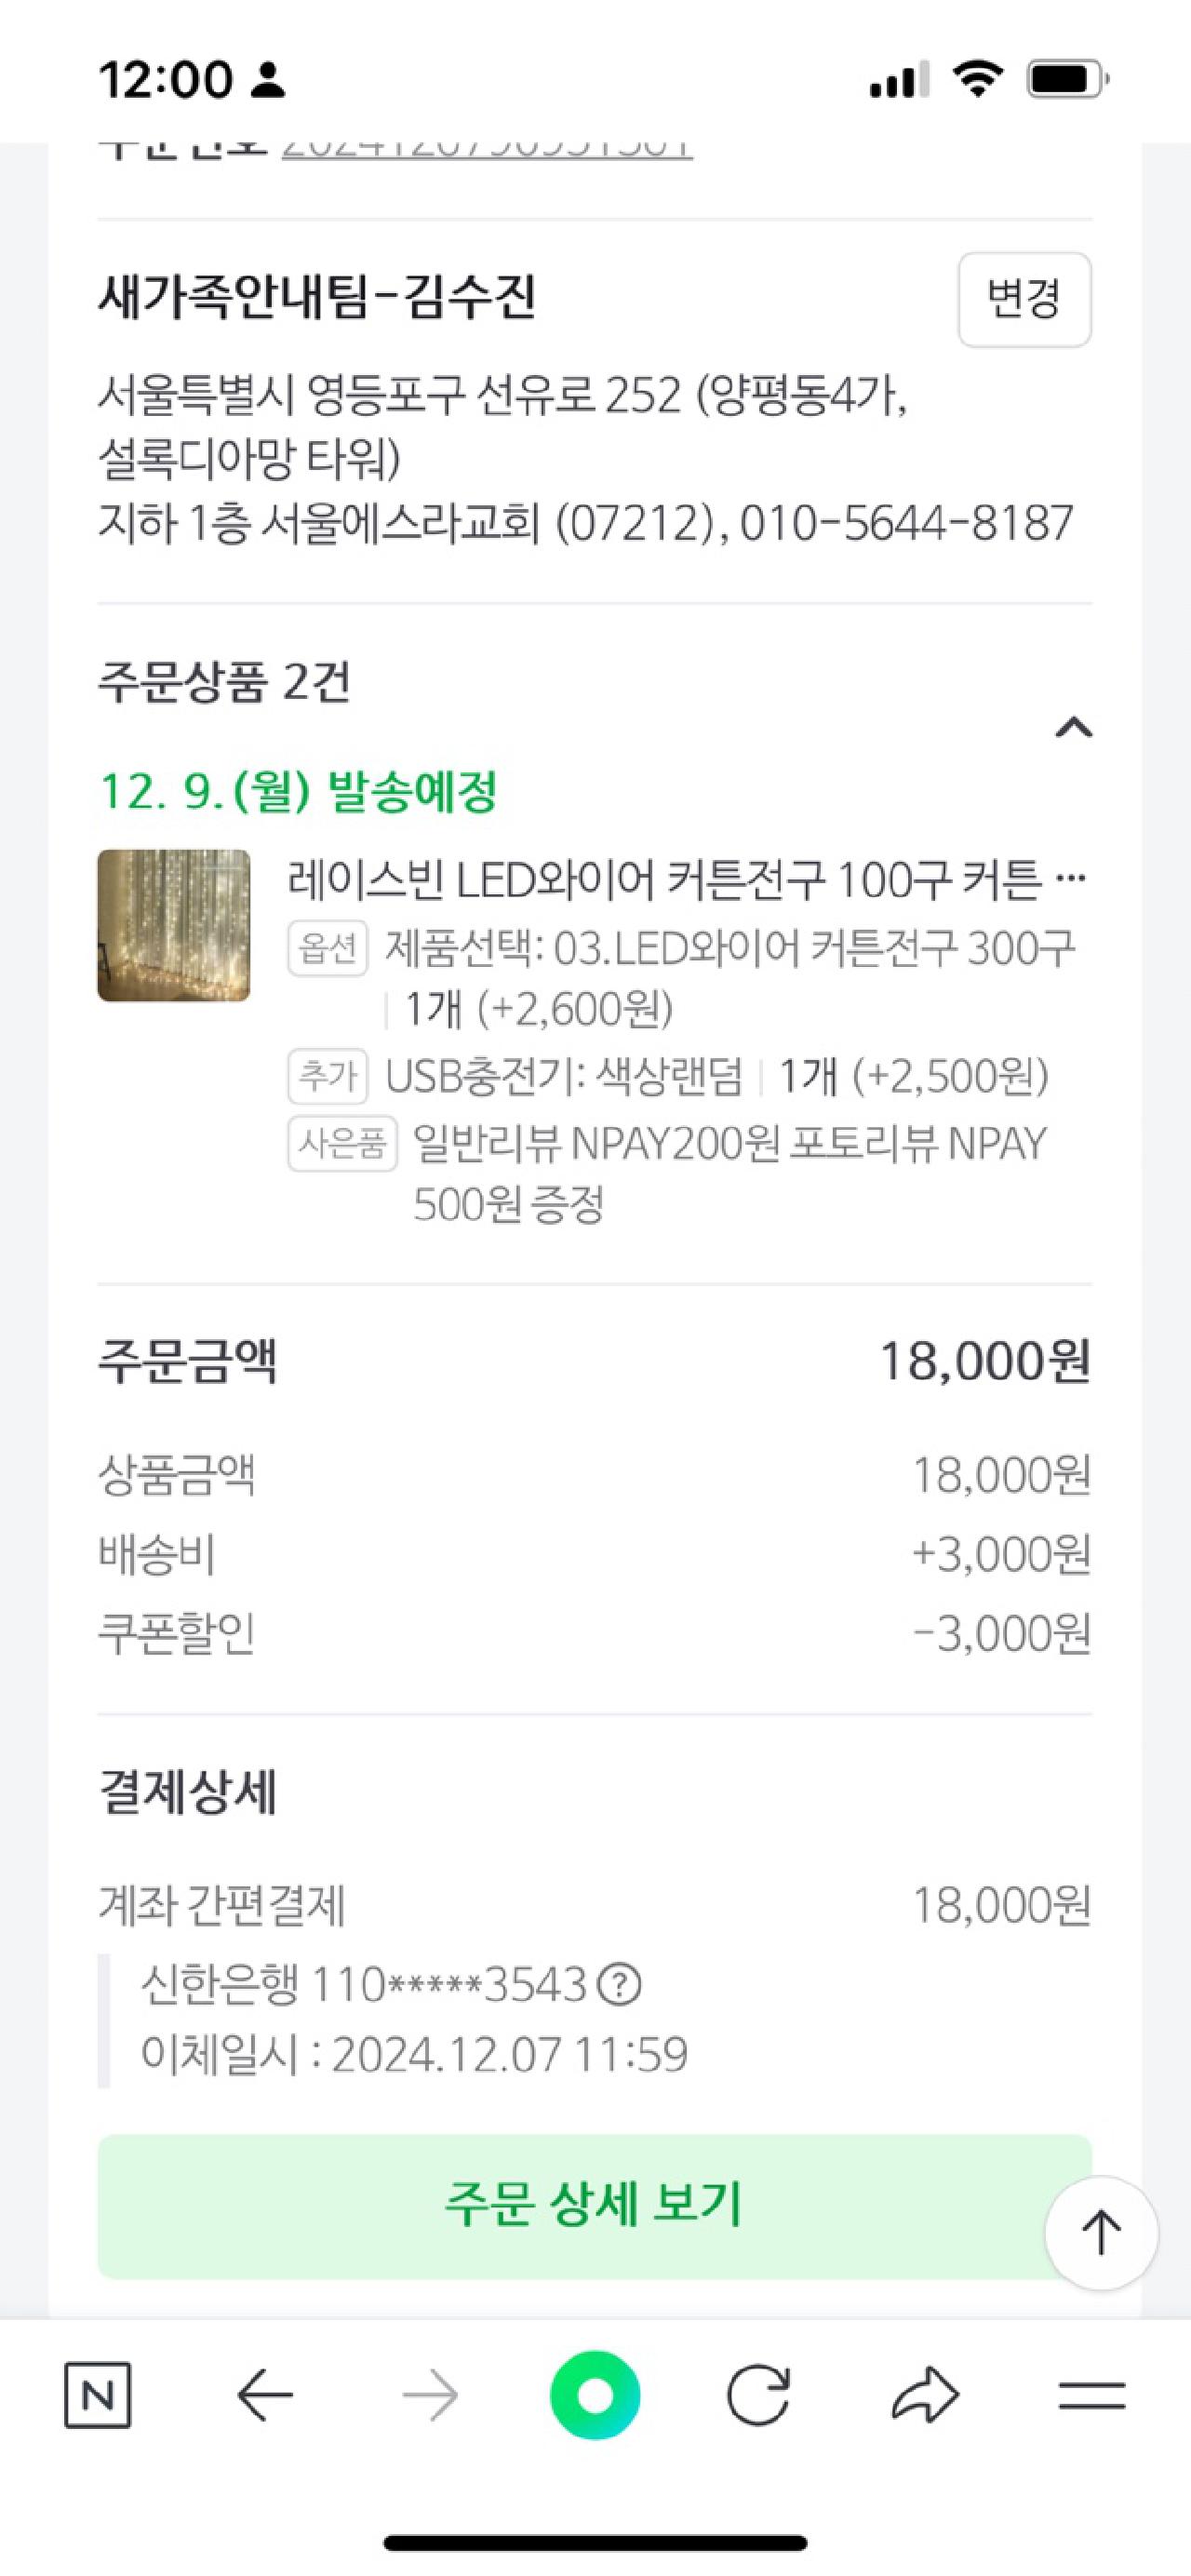 12:00
새가족안내팀-김수진
변경
서울특별시 영등포구 선유로 252 (양평동4가,
설록디아망 타워)
지하 1층 서울에스라교회 (07212), 010-5644-8187
주문상품 2건
12. 9.(월) 발송예정
레이스빈 LED와이어 커튼전구 100구 커튼 ···
옵션 제품선택: 03.LED와이어 커튼전구 300구
| 1개 (+2,600원)
추가 USB충전기: 색상랜덤 | 1개 (+2,500원)
사은품 일반리뷰 NPAY200원 포토리뷰 NPAY
500원 증정
주문금액 18,000원
상품금액 18,000원
배송비 +3,000원
쿠폰할인 -3,000원
결제상세
계좌 간편결제 18,000원
신한은행 110*****3543 ?
이체일시 : 2024.12.07 11:59
주문 상세 보기
N